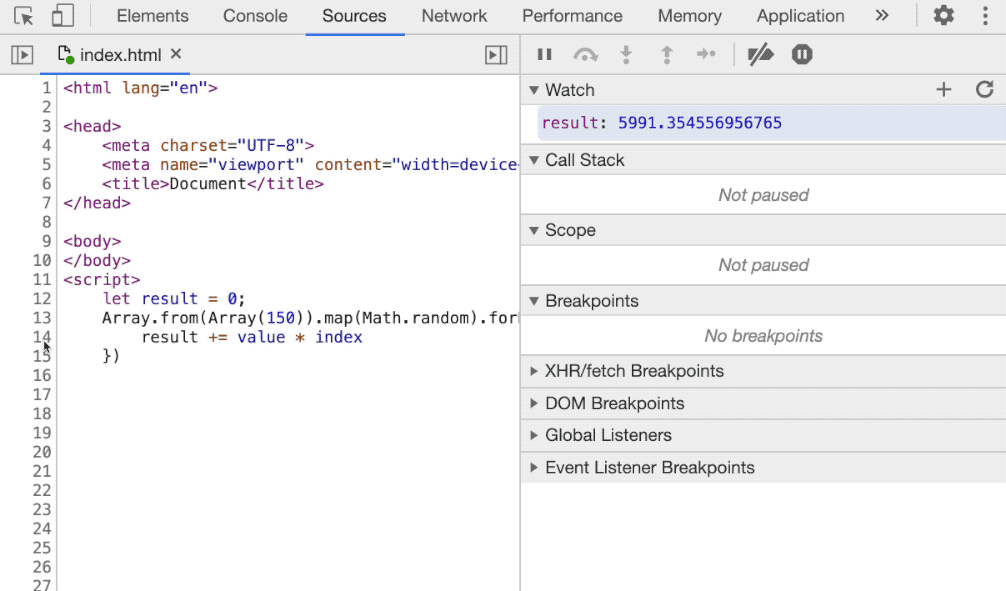 Elements Console Sources Network Performance Memory Application
index.html
1 <html lang="en">
2
3 <head>
4 <meta charset="UTF-8">
5 <meta name="viewport" content="width=device-
6 <title>Document</title>
7 </head>
8
9 <body>
10 </body>
11 <script>
12 let result = 0;
13 Array.from(Array(150)).map(Math.random).for
14 result += value * index
15 })
16
17
18
19
20
21
22
23
24
25
26
27
Watch
result: 5991.354556956765
Call Stack
Not paused
Scope
Not paused
Breakpoints
No breakpoints
XHR/fetch Breakpoints
DOM Breakpoints
Global Listeners
Event Listener Breakpoints